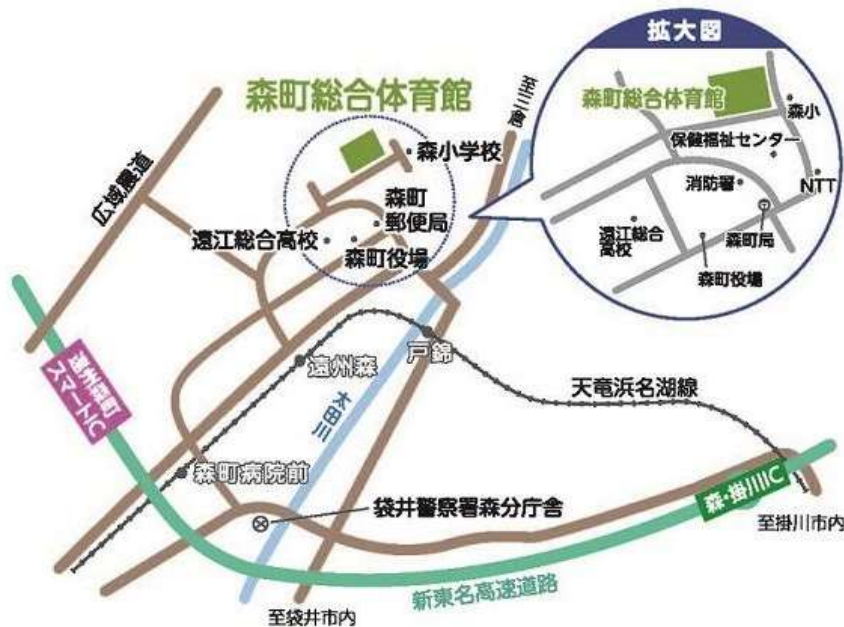 拡大図
森町総合体育館
至三倉
森町総合体育館
森小
森小学校
保健福祉センター
広域農道
森町
郵便局
消防署
NTT
遠江総合高校
遠江総合
高校
森町局
森町役場
森町役場
遠州森町
スマートIC
遠州森
戸綿
太田川
天竜浜名湖線
森町病院前
森・掛川IC
袋井警察署森分庁舎
至掛川市内
新東名高速道路
至袋井市内